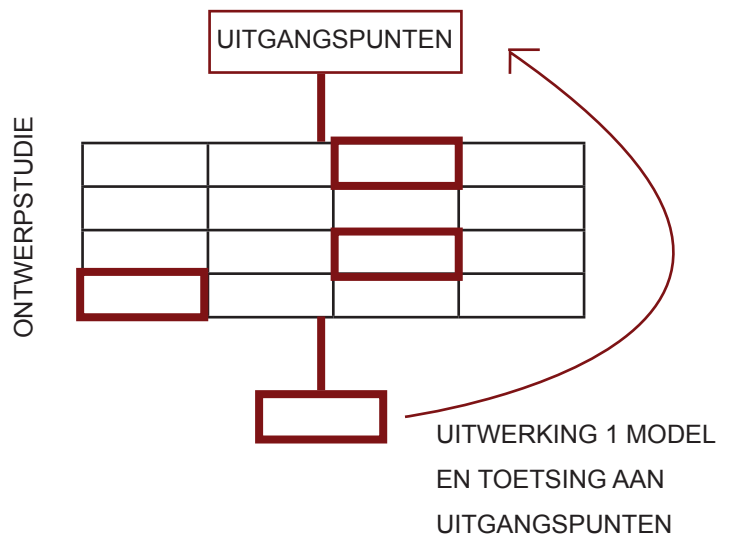 UITGANGSPUNTEN
ONTWERPSTUDIE
UITWERKING 1 MODEL
EN TOETSING AAN
UITGANGSPUNTEN